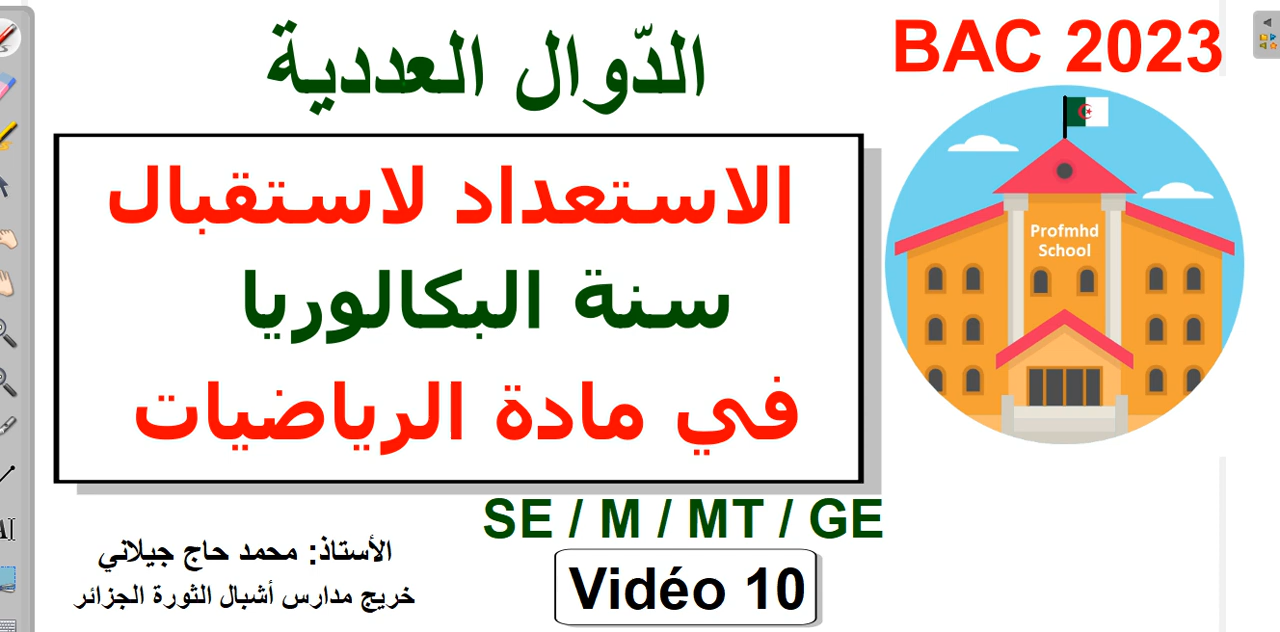 الدّوال العددية
BAC 2023
الاستعداد لاستقبال
سنة البكالوريا
في مادة الرياضيات
Profmhd
School
SE / M / MT / GE
Vidéo 10
الأستاذ: محمد حاج جيلاني
خريج مدارس أشبال الثورة الجزائر